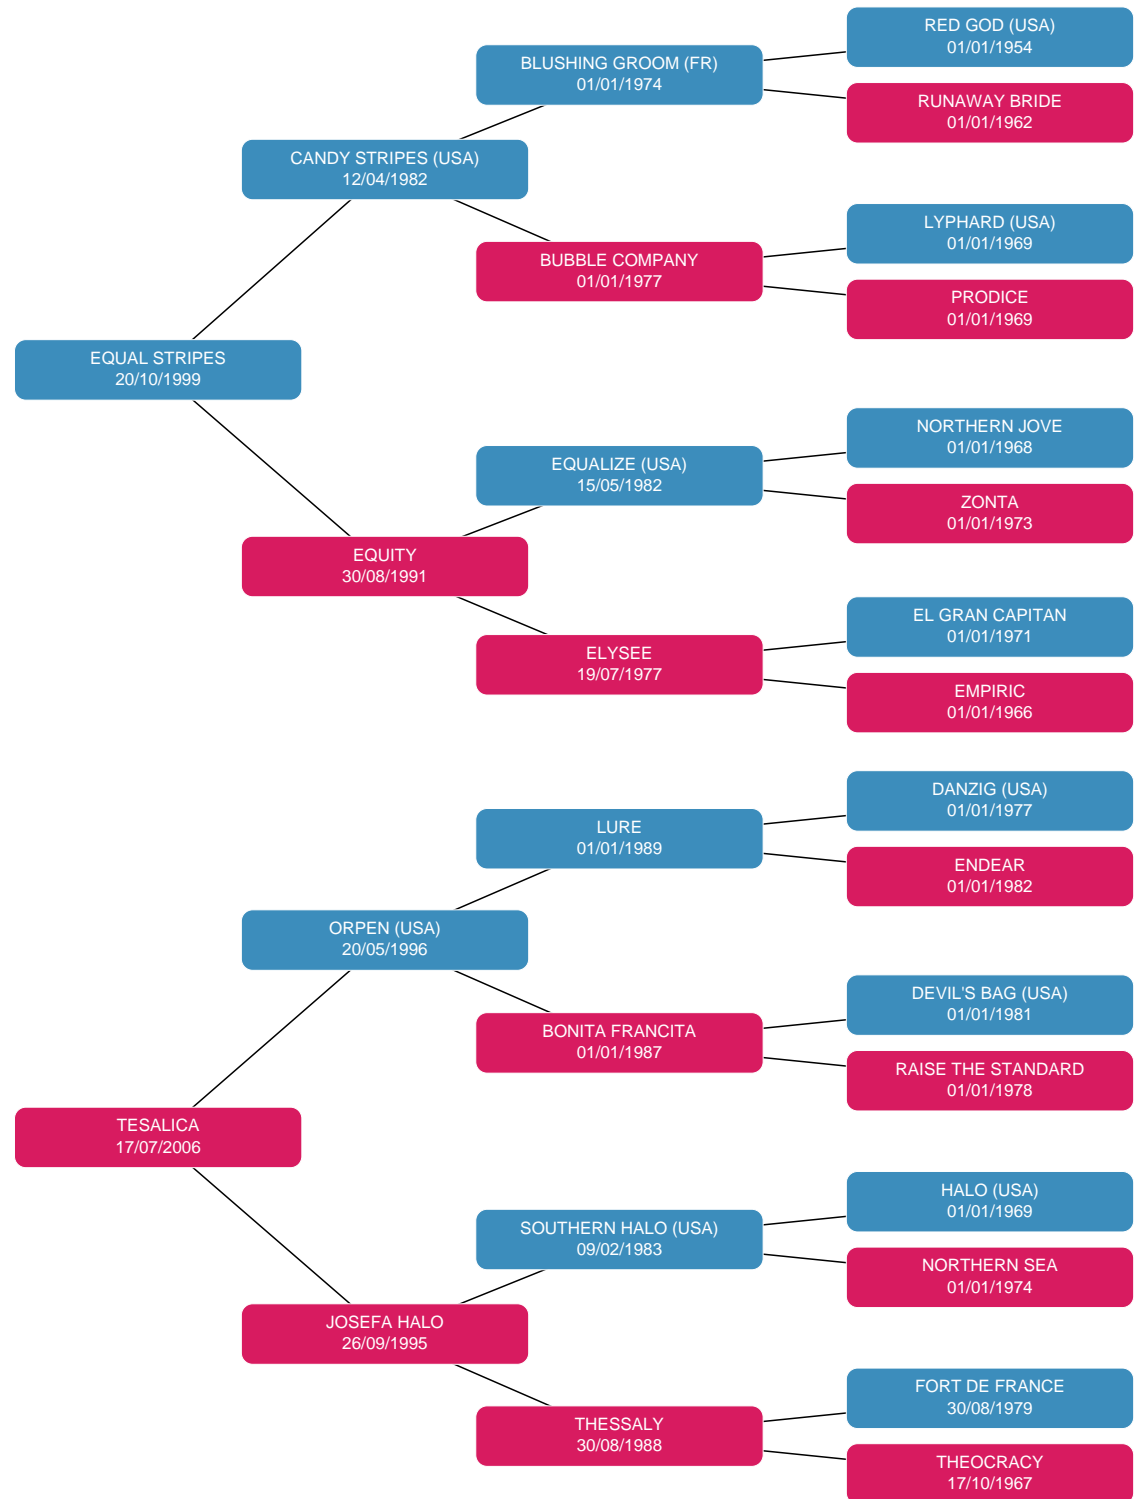 RED GOD (USA)
01/01/1954
BLUSHING GROOM (FR)
01/01/1974
RUNAWAY BRIDE
01/01/1962
CANDY STRIPES (USA)
12/04/1982
LYPHARD (USA)
01/01/1969
BUBBLE COMPANY
01/01/1977
PRODICE
01/01/1969
EQUAL STRIPES
20/10/1999
NORTHERN JOVE
01/01/1968
EQUALIZE (USA)
15/05/1982
ZONTA
01/01/1973
EQUITY
30/08/1991
EL GRAN CAPITAN
01/01/1971
ELYSEE
19/07/1977
EMPIRIC
01/01/1966
DANZIG (USA)
01/01/1977
LURE
01/01/1989
ENDEAR
01/01/1982
ORPEN (USA)
20/05/1996
DEVIL'S BAG (USA)
01/01/1981
BONITA FRANCITA
01/01/1987
RAISE THE STANDARD
01/01/1978
TESALICA
17/07/2006
HALO (USA)
01/01/1969
SOUTHERN HALO (USA)
09/02/1983
NORTHERN SEA
01/01/1974
JOSEFA HALO
26/09/1995
FORT DE FRANCE
30/08/1979
THESSALY
30/08/1988
THEOCRACY
17/10/1967